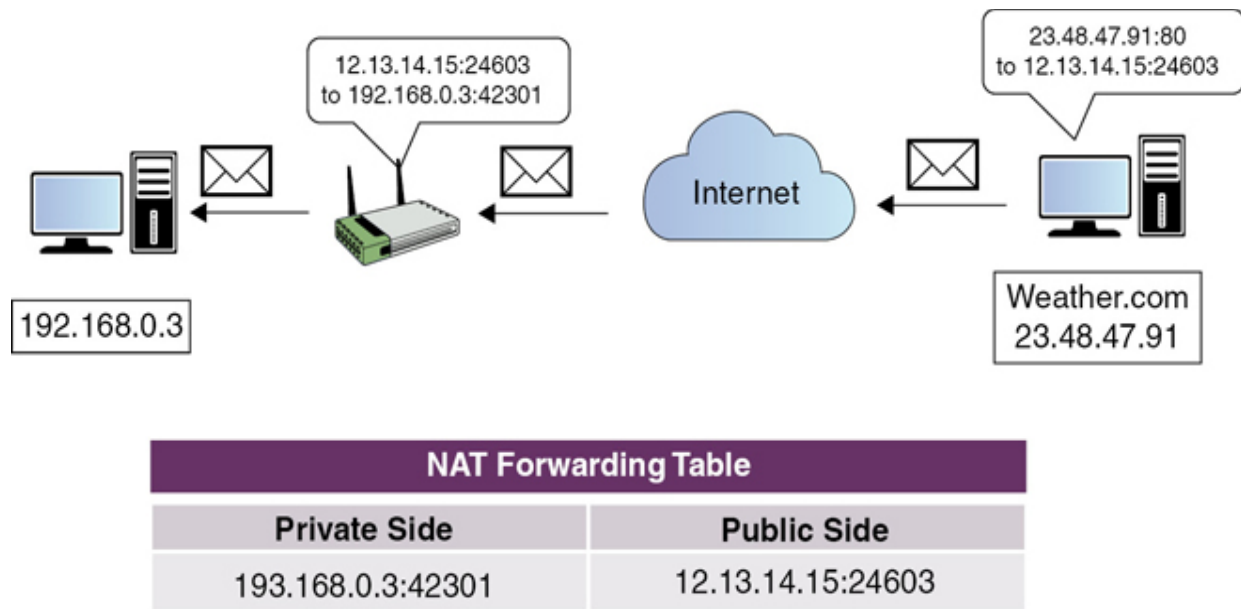 12.13.14.15:24603
to 192.168.0.3:42301
23.48.47.91:80
to 12.13.14.15:24603
Internet
192.168.0.3
Weather.com
23.48.47.91
NAT Forwarding Table
Private Side
Public Side
193.168.0.3:42301
12.13.14.15:24603